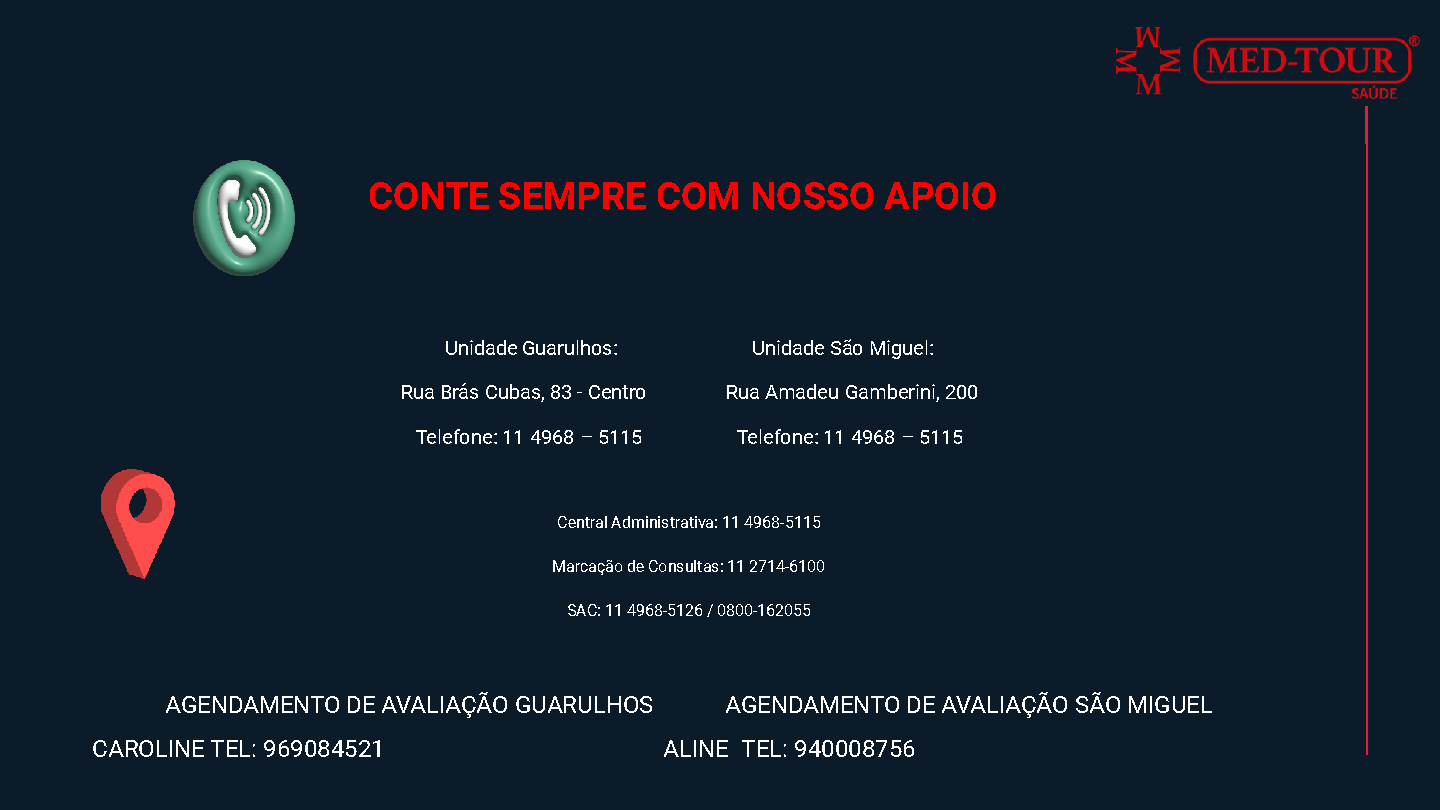 MED-TOUR®
SAÚDE
CONTE SEMPRE COM NOSSO APOIO
Unidade Guarulhos:
Rua Brás Cubas, 83 - Centro
Telefone: 11 4968 – 5115
Unidade São Miguel:
Rua Amadeu Gamberini, 200
Telefone: 11 4968 – 5115
Central Administrativa: 11 4968-5115
Marcação de Consultas: 11 2714-6100
SAC: 11 4968-5126 / 0800-162055
AGENDAMENTO DE AVALIAÇÃO GUARULHOS
CAROLINE TEL: 969084521
AGENDAMENTO DE AVALIAÇÃO SÃO MIGUEL
ALINE TEL: 940008756